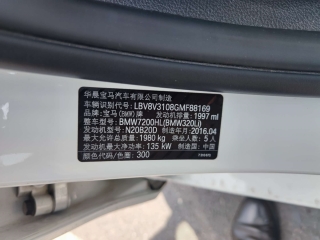 华晨宝马汽车有限公司制造
车辆识别代号：LBV8V3108GMF88169
品牌：宝马(BMW)牌 发动机排量：1997 ml
整车型号：BMW7200HL(BMW320Li)
发动机型号：N20B20D 制造年月：2016.04
最大允许总质量：1980 kg 乘坐人数：5 人
发动机最大净功率：135 kW 制造国：中国
颜色代码/色圈：300